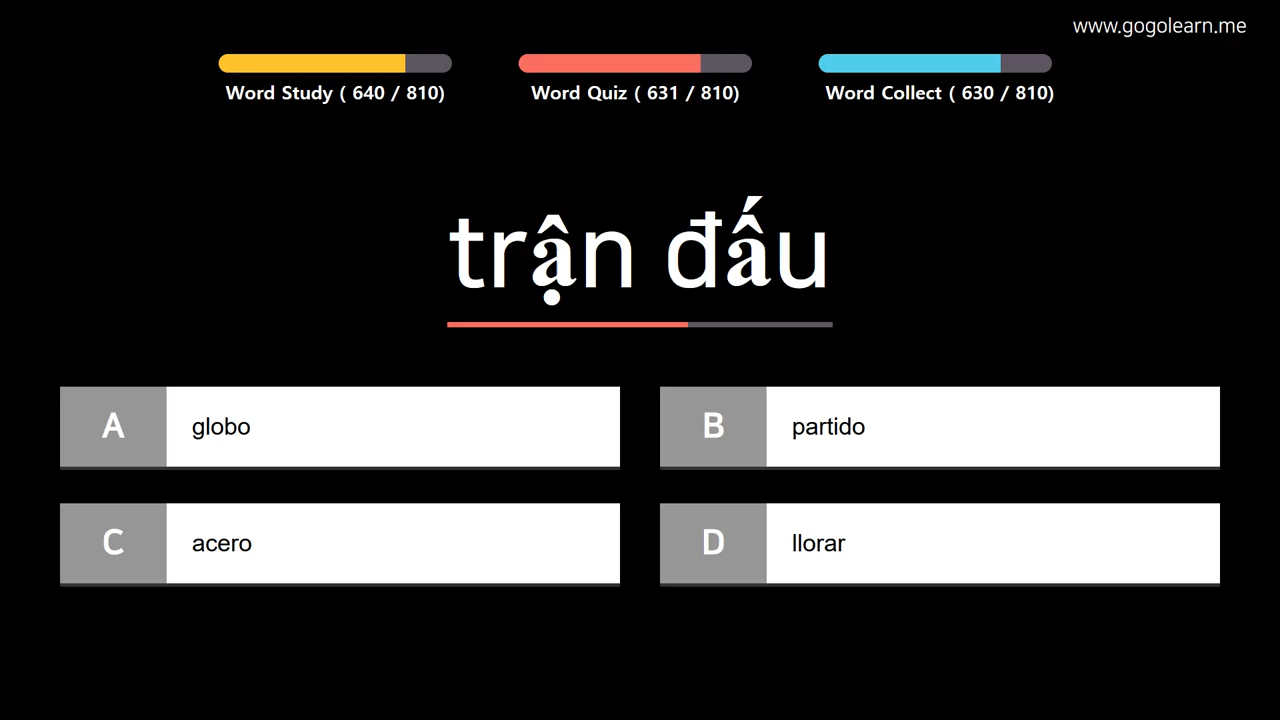 www.gogolearn.me
Word Study ( 640 / 810)
Word Quiz ( 631 / 810)
Word Collect ( 630 / 810)
trận đấu
A globo
B partido
C acero
D llorar